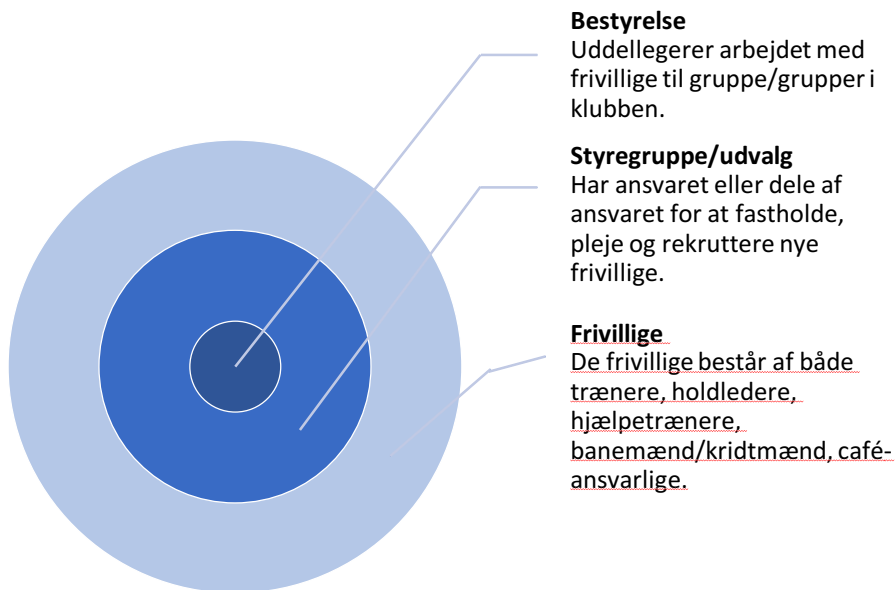 Bestyrelse
Uddellegerer arbejdet med
frivillige til gruppe/grupper i
klubben.
Styregruppe/udvalg
Har ansvaret eller dele af
ansvaret for at fastholde,
pleje og rekruttere nye
frivillige.
Frivillige
De frivillige består af både
trænere, holdledere,
hjælpetrænere,
banemænd/kridtmænd, café-
ansvarlige.